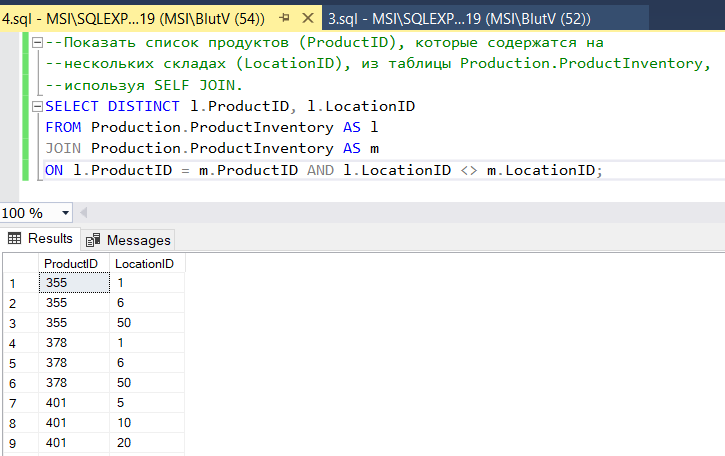 4.sql - MSI\SQLEXP...19 (MSI\BlutV (54)) 3.sql - MSI\SQLEXP...19 (MSI\BlutV (52))
--Показать список продуктов (ProductID), которые содержатся на
--нескольких складах (LocationID), из таблицы Production.ProductInventory,
--используя SELF JOIN.
SELECT DISTINCT l.ProductID, l.LocationID
FROM Production.ProductInventory AS l
JOIN Production.ProductInventory AS m
ON l.ProductID = m.ProductID AND l.LocationID <> m.LocationID;
100 %
Results Messages
ProductID LocationID
1 355 1
2 355 6
3 355 50
4 378 1
5 378 6
6 378 50
7 401 5
8 401 10
9 401 20